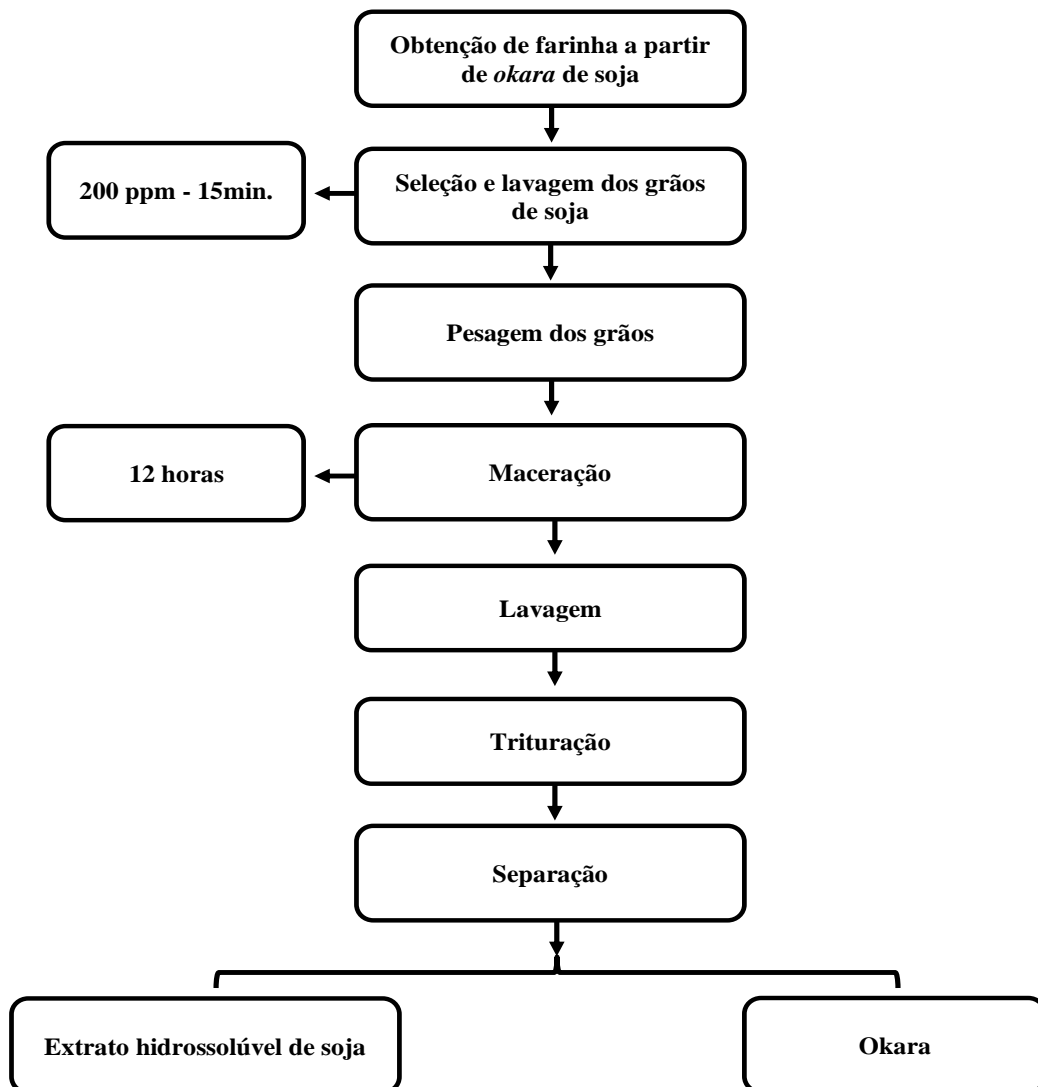 Obtenção de farinha a partir
de okara de soja
200 ppm - 15min.
Seleção e lavagem dos grãos
de soja
Pesagem dos grãos
12 horas
Maceração
Lavagem
Trituração
Separação
Extrato hidrossolúvel de soja
Okara